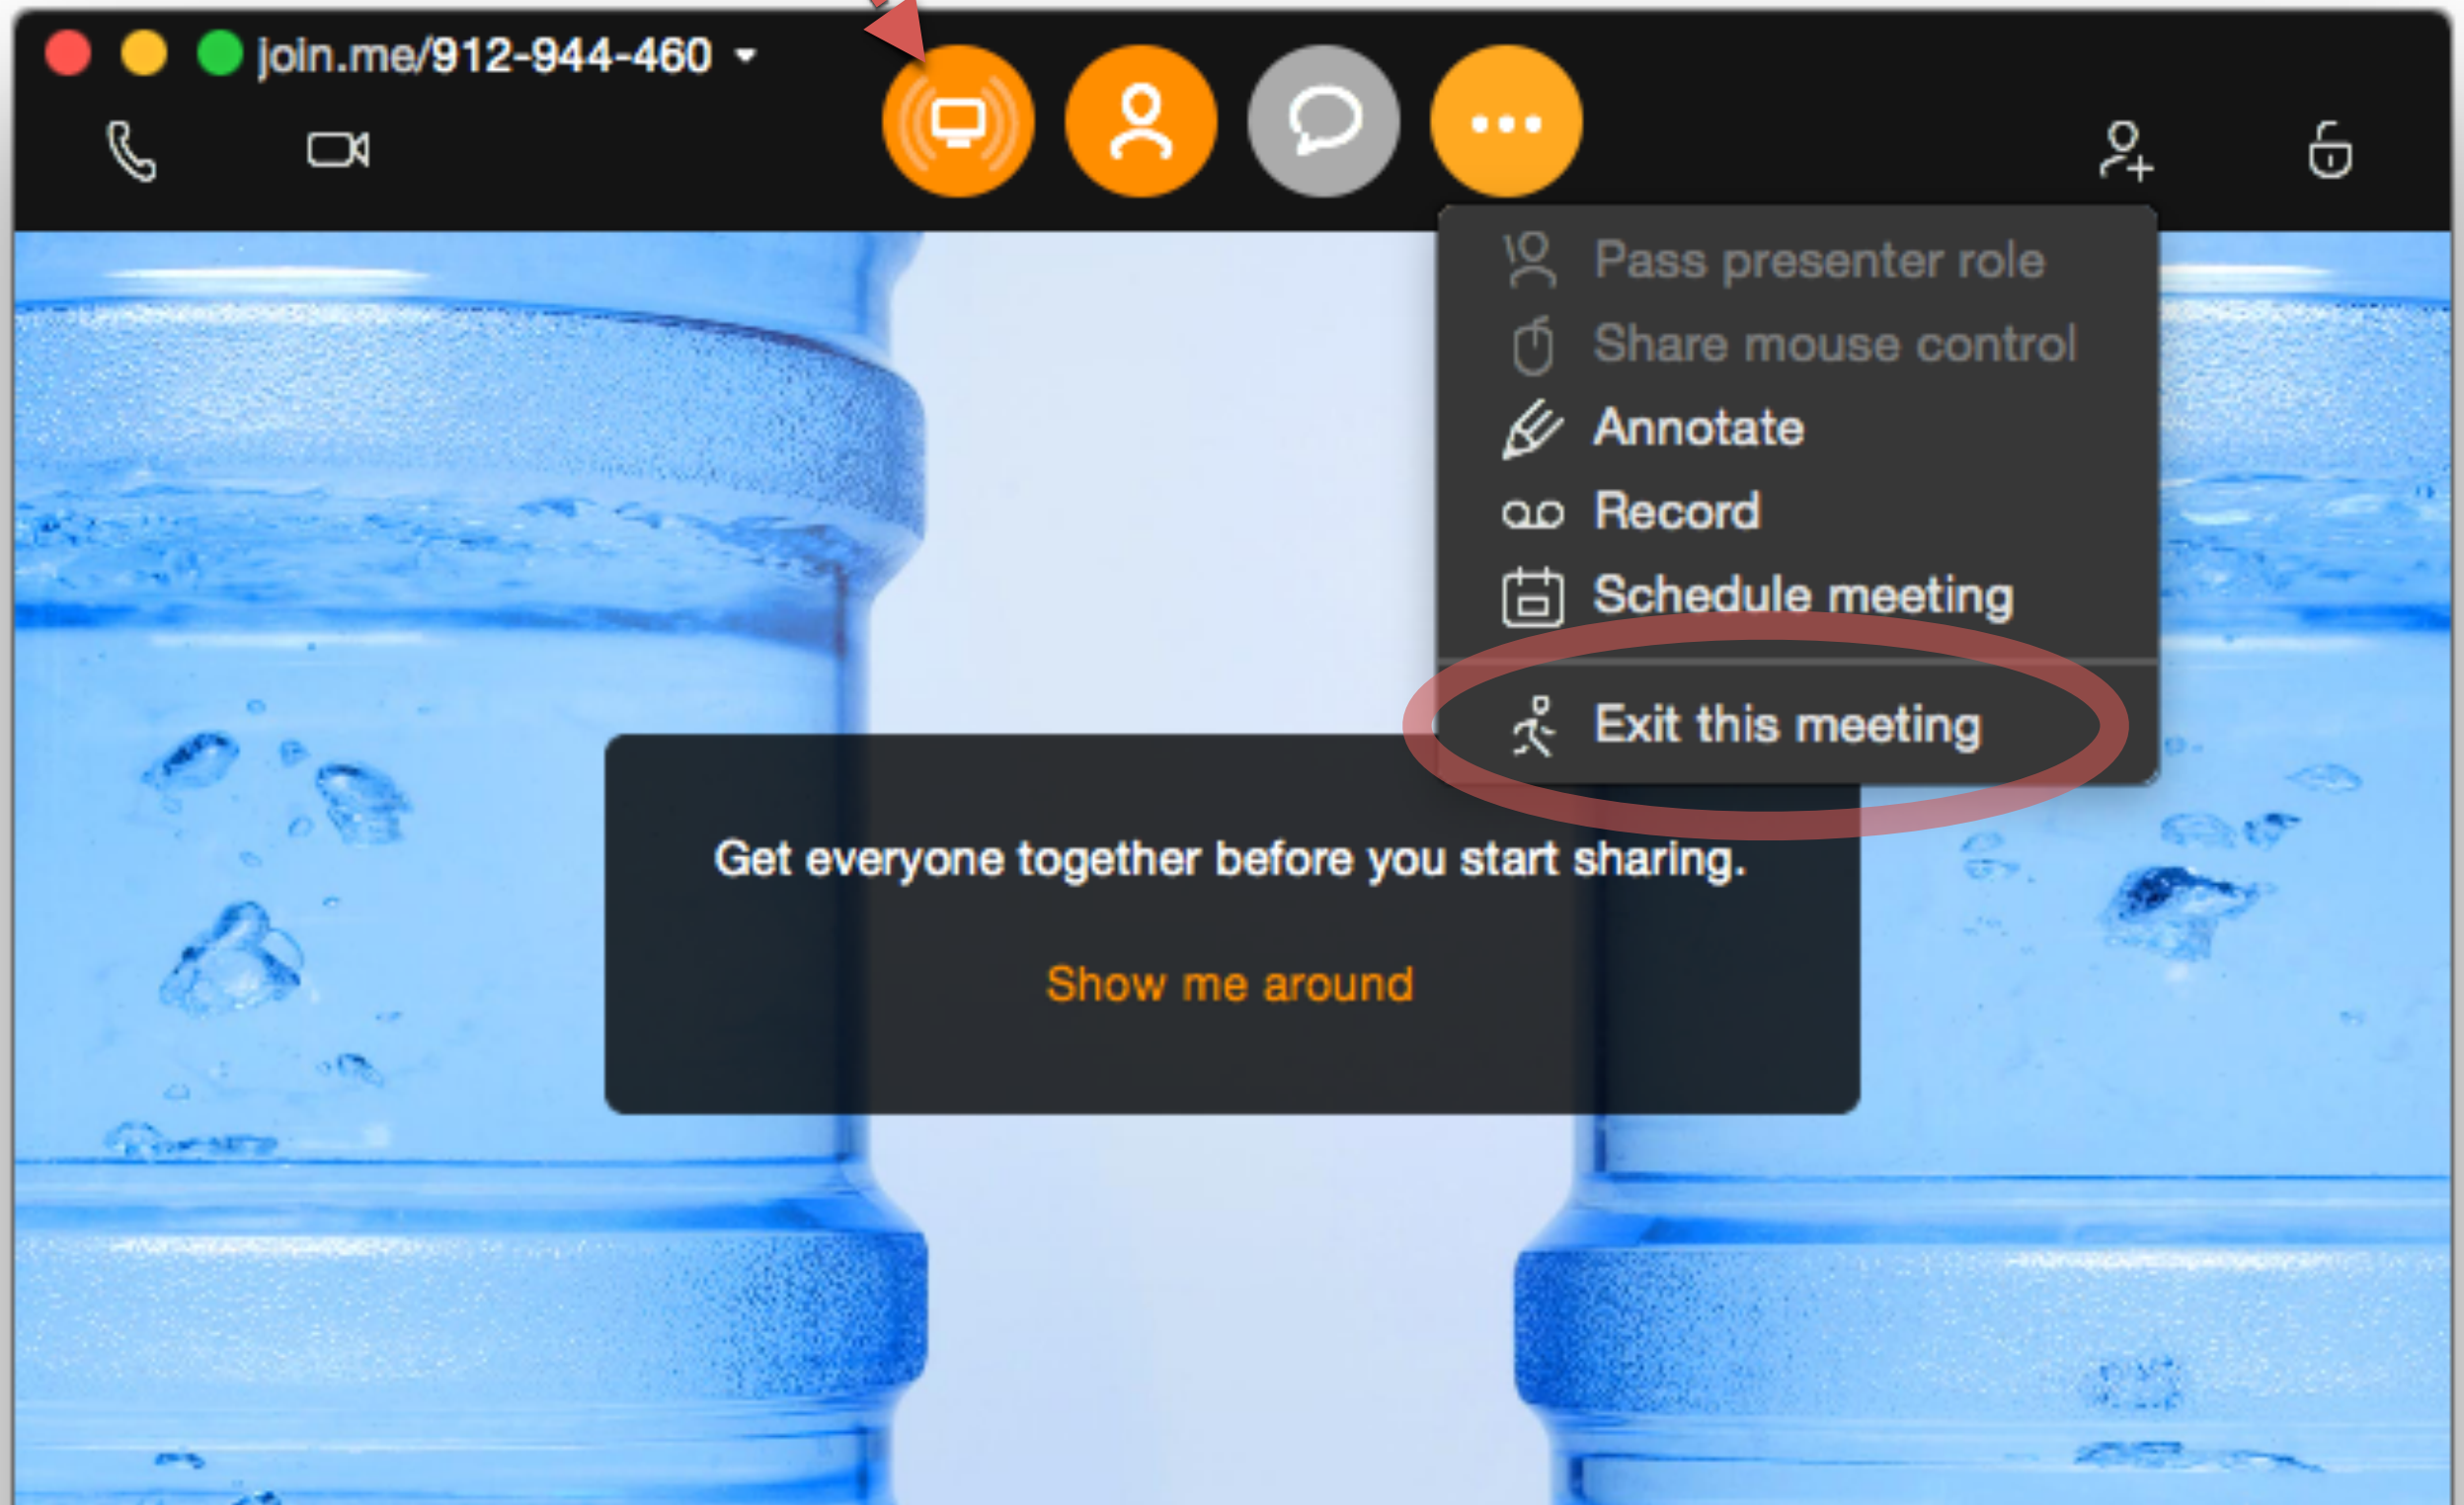 join.me/912-944-460
Pass presenter role
Share mouse control
Annotate
Record
Schedule meeting
Exit this meeting
Get everyone together before you start sharing.
Show me around